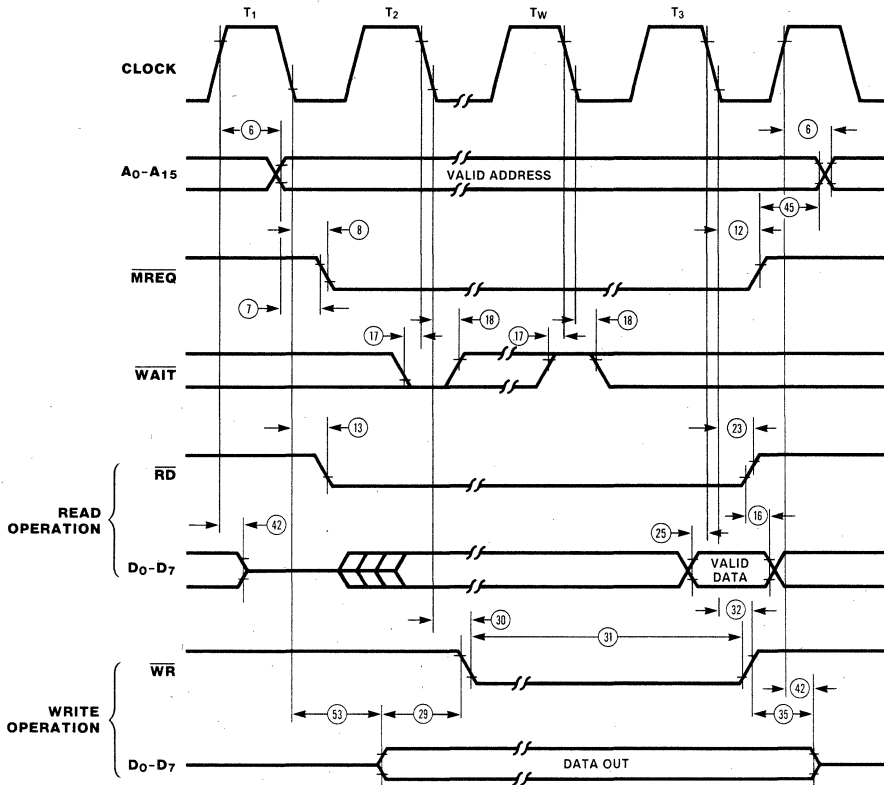 T1 T2 TW T3
CLOCK
6 6
A0-A15 VALID ADDRESS
45
8 12
MREQ
7
18 18
17 17
WAIT
13 23
RD
READ OPERATION
42 16
25
D0-D7 VALID DATA
32
30
31
WR
42
WRITE OPERATION
53 29 35
D0-D7 DATA OUT